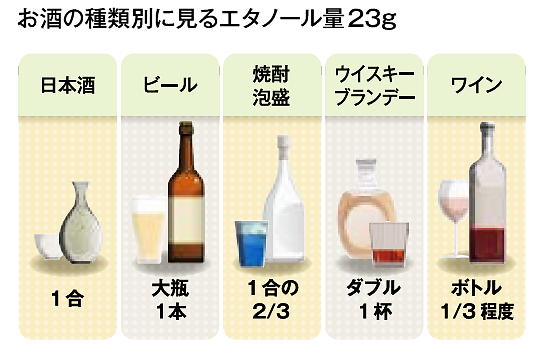 お酒の種類別に見るエタノール量23g
日本酒
ビール
焼酎
泡盛
ウイスキー
ブランデー
ワイン
1合
大瓶
1本
1合の
2/3
ダブル
1杯
ボトル
1/3程度